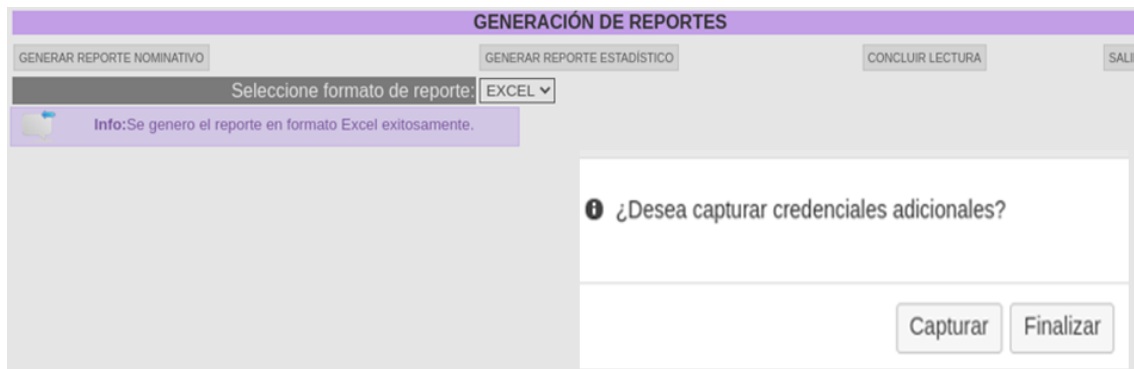 GENERACIÓN DE REPORTES
GENERAR REPORTE NOMINATIVO GENERAR REPORTE ESTADÍSTICO CONCLUIR LECTURA
Seleccione formato de reporte: EXCEL
Info:Se genero el reporte en formato Excel exitosamente.
¿Desea capturar credenciales adicionales?
Capturar Finalizar